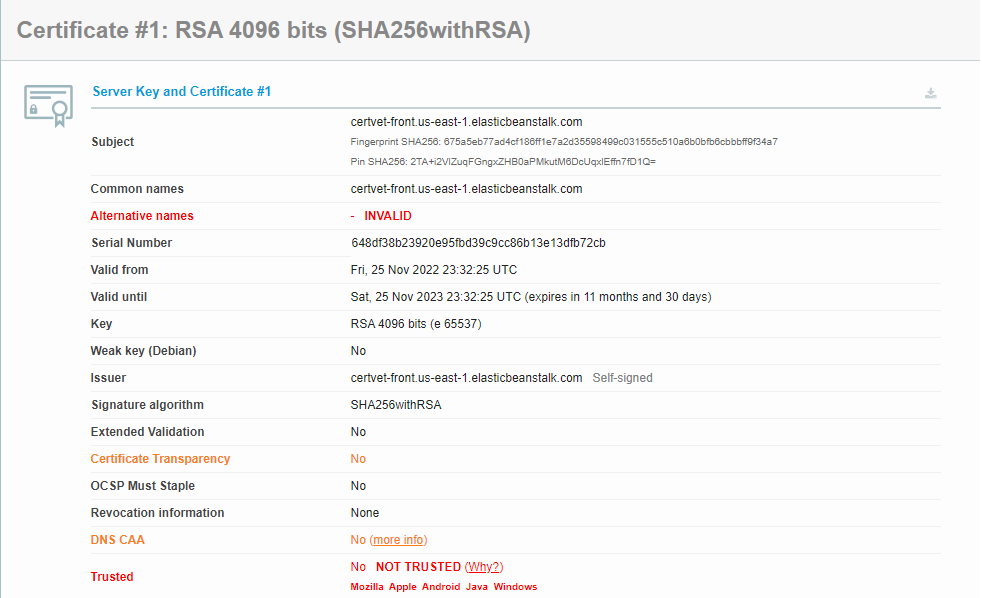 Certificate #1: RSA 4096 bits (SHA256withRSA)
Server Key and Certificate #1
Subject
certvet-front.us-east-1.elasticbeanstalk.com
Fingerprint SHA256: 675a5eb77ad4cf186ff1e7a2d35598499c031555c510a6b0bfb6cbbbff9f34a7
Pin SHA256: 2TA+i2VlZuqFGngxZHB0aPMkutM6DcUqxlEffn7fD1Q=
Common names certvet-front.us-east-1.elasticbeanstalk.com
Alternative names - INVALID
Serial Number 648df38b23920e95fbd39c9cc86b13e13dfb72cb
Valid from Fri, 25 Nov 2022 23:32:25 UTC
Valid until Sat, 25 Nov 2023 23:32:25 UTC (expires in 11 months and 30 days)
Key RSA 4096 bits (e 65537)
Weak key (Debian) No
Issuer certvet-front.us-east-1.elasticbeanstalk.com Self-signed
Signature algorithm SHA256withRSA
Extended Validation No
Certificate Transparency No
OCSP Must Staple No
Revocation information None
DNS CAA No (more info)
Trusted
No NOT TRUSTED (Why?)
Mozilla Apple Android Java Windows